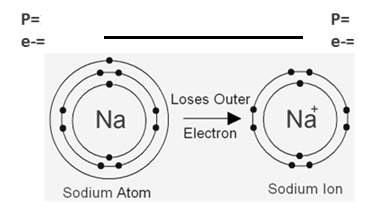 P= P=
e-= e-=
Loses Outer
Na Na+
Electron
Sodium Atom Sodium Ion